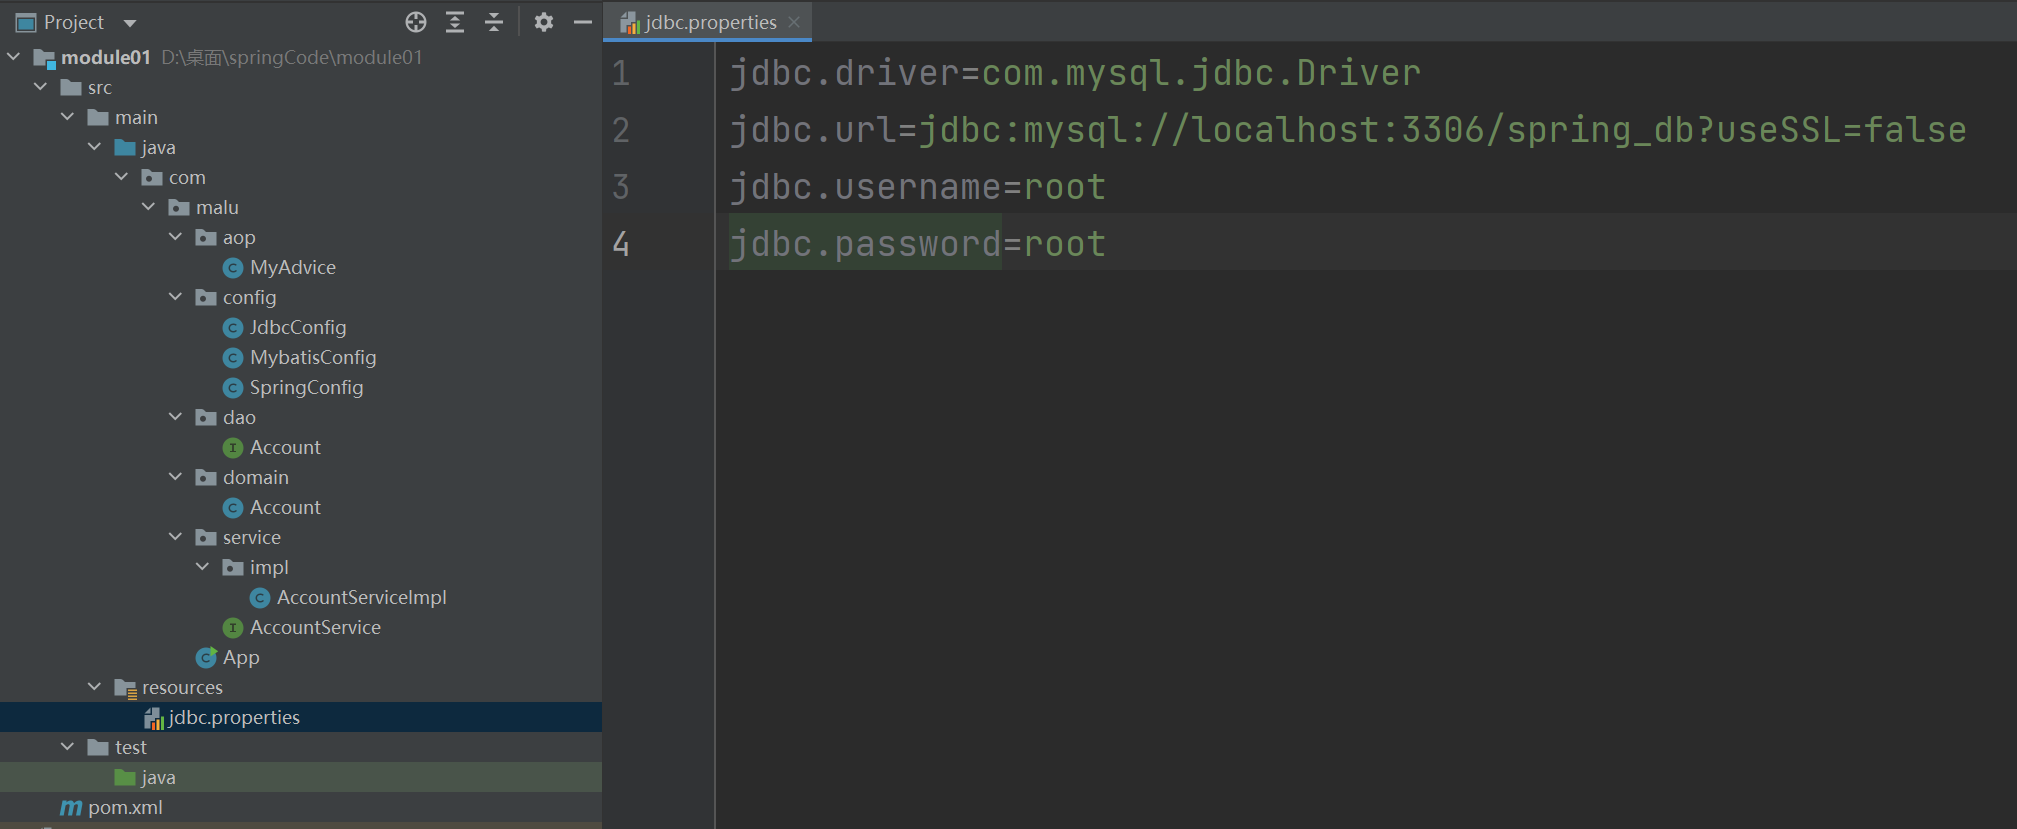 Project
module01 D:\桌面\springCode\module01
src
main
java
com
malu
aop
MyAdvice
config
JdbcConfig
MybatisConfig
SpringConfig
dao
Account
domain
Account
service
impl
AccountServiceImpl
AccountService
App
resources
jdbc.properties
test
java
pom.xml
jdbc.properties
1 jdbc.driver=com.mysql.jdbc.Driver
2 jdbc.url=jdbc:mysql://localhost:3306/spring_db?useSSL=false
3 jdbc.username=root
4 jdbc.password=root